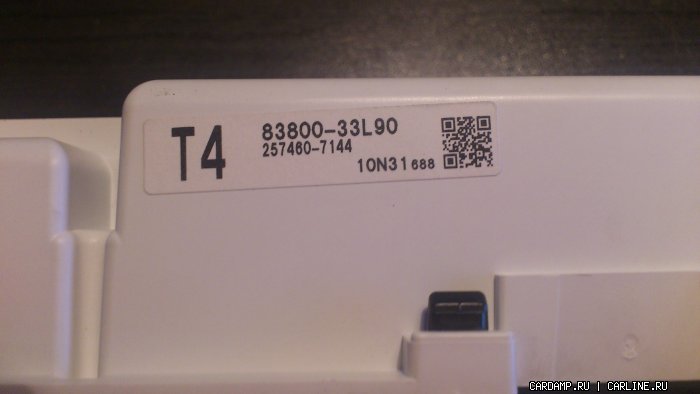 T4
83800-33L90
257460-7144
10N31 688
CARDAMP.RU | CARLINE.RU